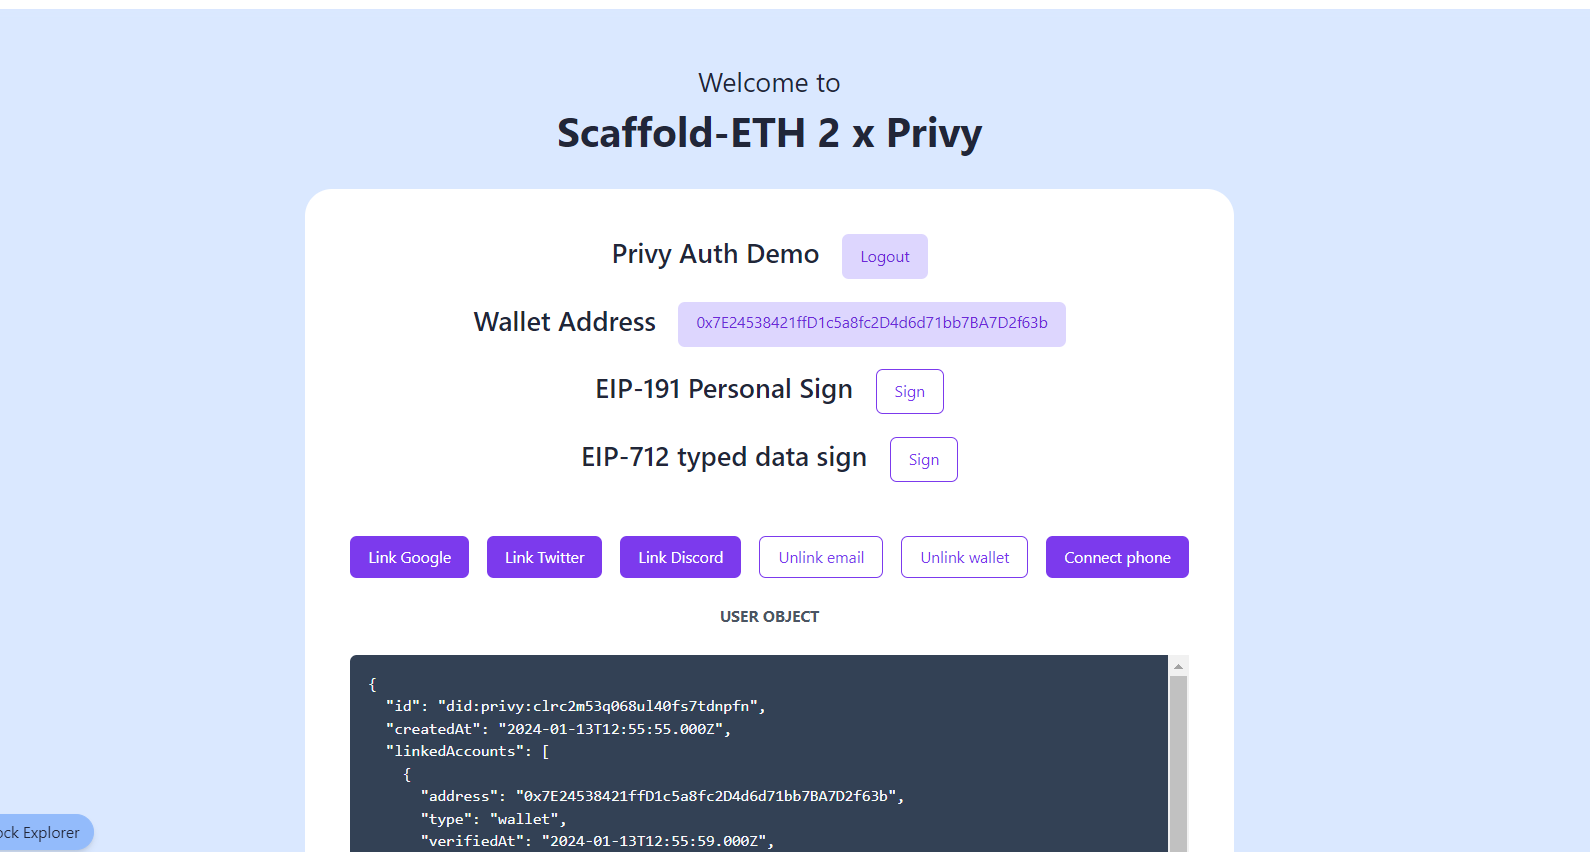 Welcome to
Scaffold-ETH 2 x Privy
Privy Auth Demo Logout
Wallet Address 0x7E24538421ffD1c5a8fc2D4d6d71bb7BA7D2f63b
EIP-191 Personal Sign Sign
EIP-712 typed data sign Sign
Link Google Link Twitter Link Discord Unlink email Unlink wallet Connect phone
USER OBJECT
{
"id": "did:privy:clrc2m53q068ul40fs7tdnpfn",
"createdAt": "2024-01-13T12:55:55.000Z",
"linkedAccounts": [
{
"address": "0x7E24538421ffD1c5a8fc2D4d6d71bb7BA7D2f63b",
"type": "wallet",
"verifiedAt": "2024-01-13T12:55:59.000Z",
ock Explorer